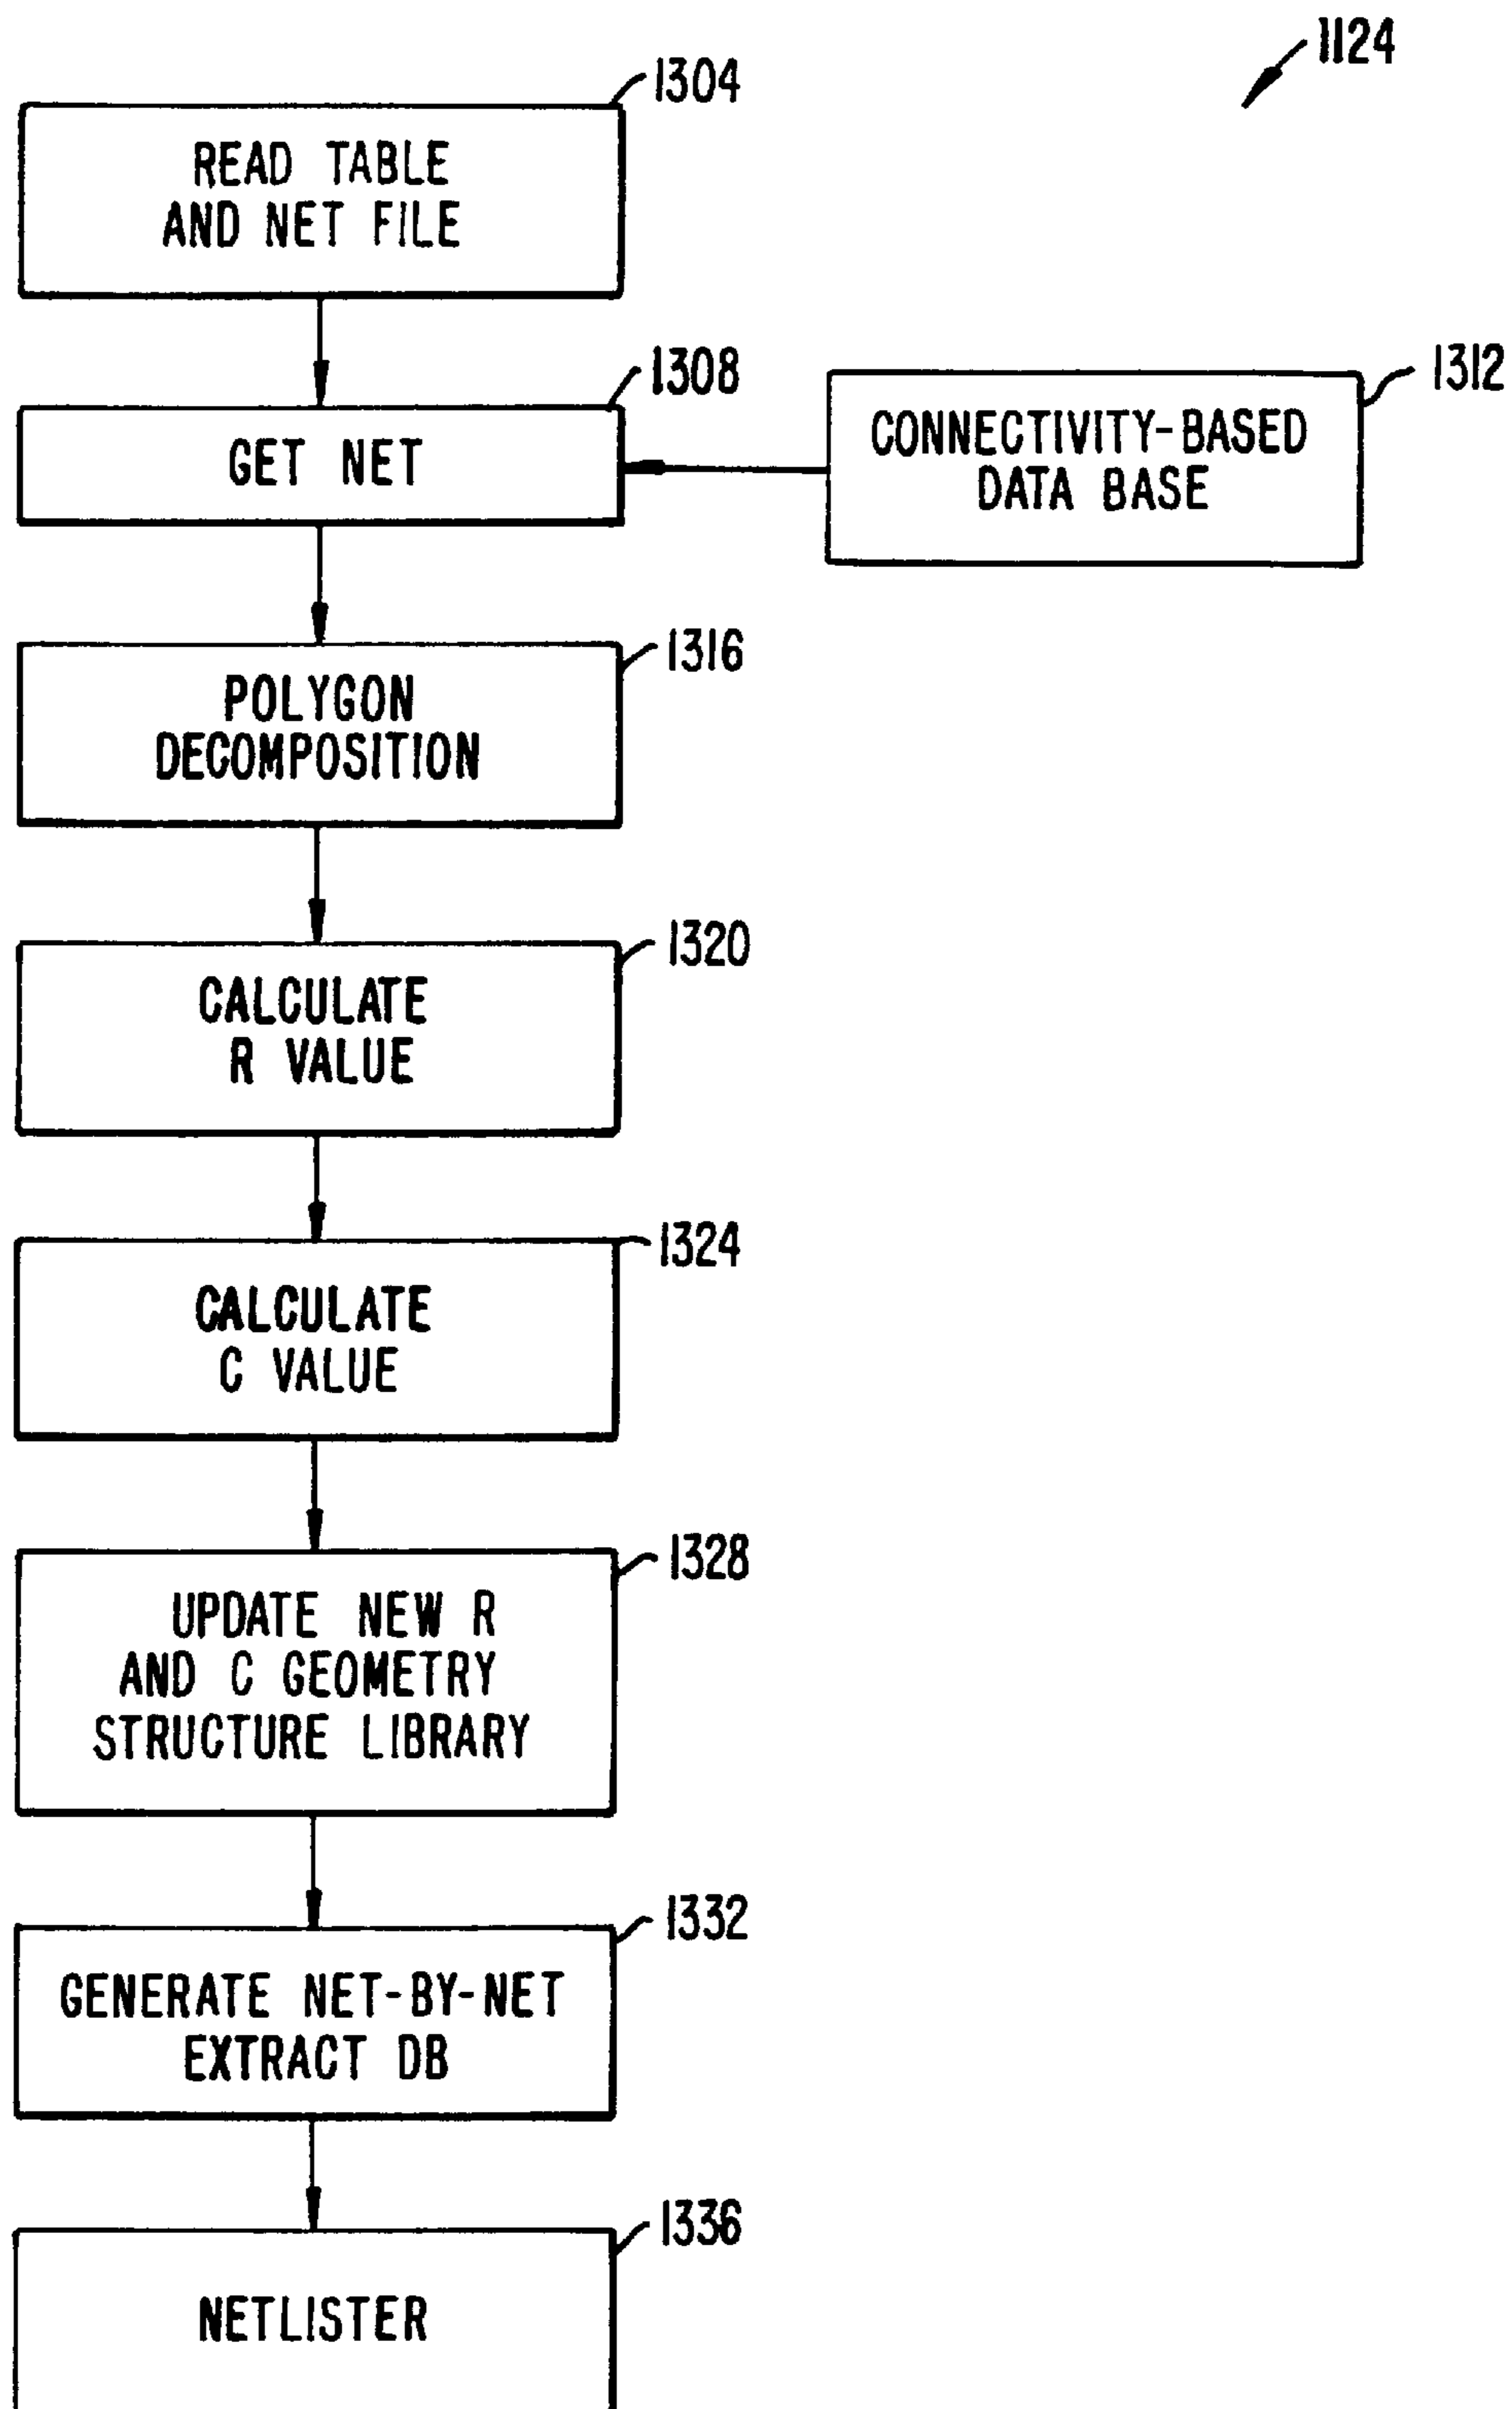 1124
1304
READ TABLE
AND NET FILE
1308
GET NET
1312
CONNECTIVITY-BASED
DATA BASE
1316
POLYGON
DECOMPOSITION
1320
CALCULATE
R VALUE
1324
CALCULATE
C VALUE
1328
UPDATE NEW R
AND C GEOMETRY
STRUCTURE LIBRARY
1332
GENERATE NET-BY-NET
EXTRACT DB
1336
NETLISTER